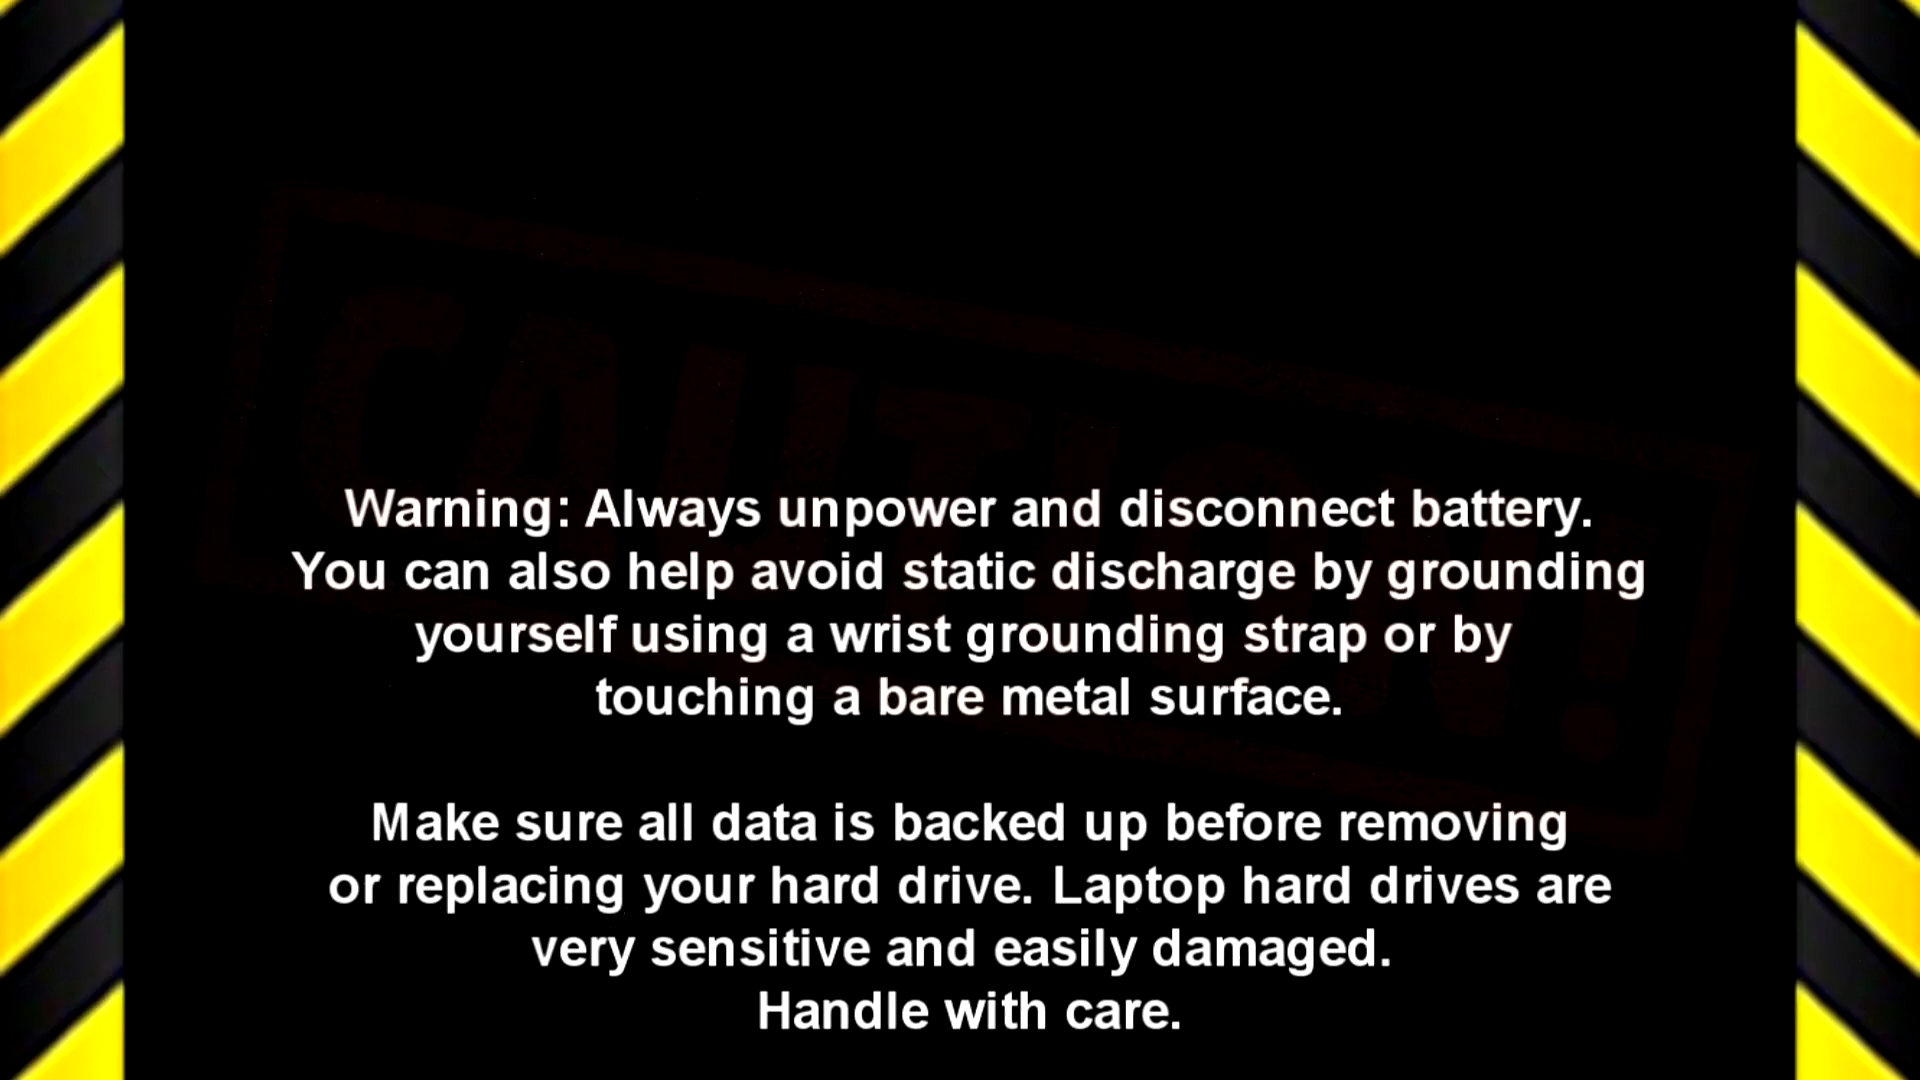 CAUTION!
Warning: Always unpower and disconnect battery.
You can also help avoid static discharge by grounding
yourself using a wrist grounding strap or by
touching a bare metal surface.
Make sure all data is backed up before removing
or replacing your hard drive. Laptop hard drives are
very sensitive and easily damaged.
Handle with care.